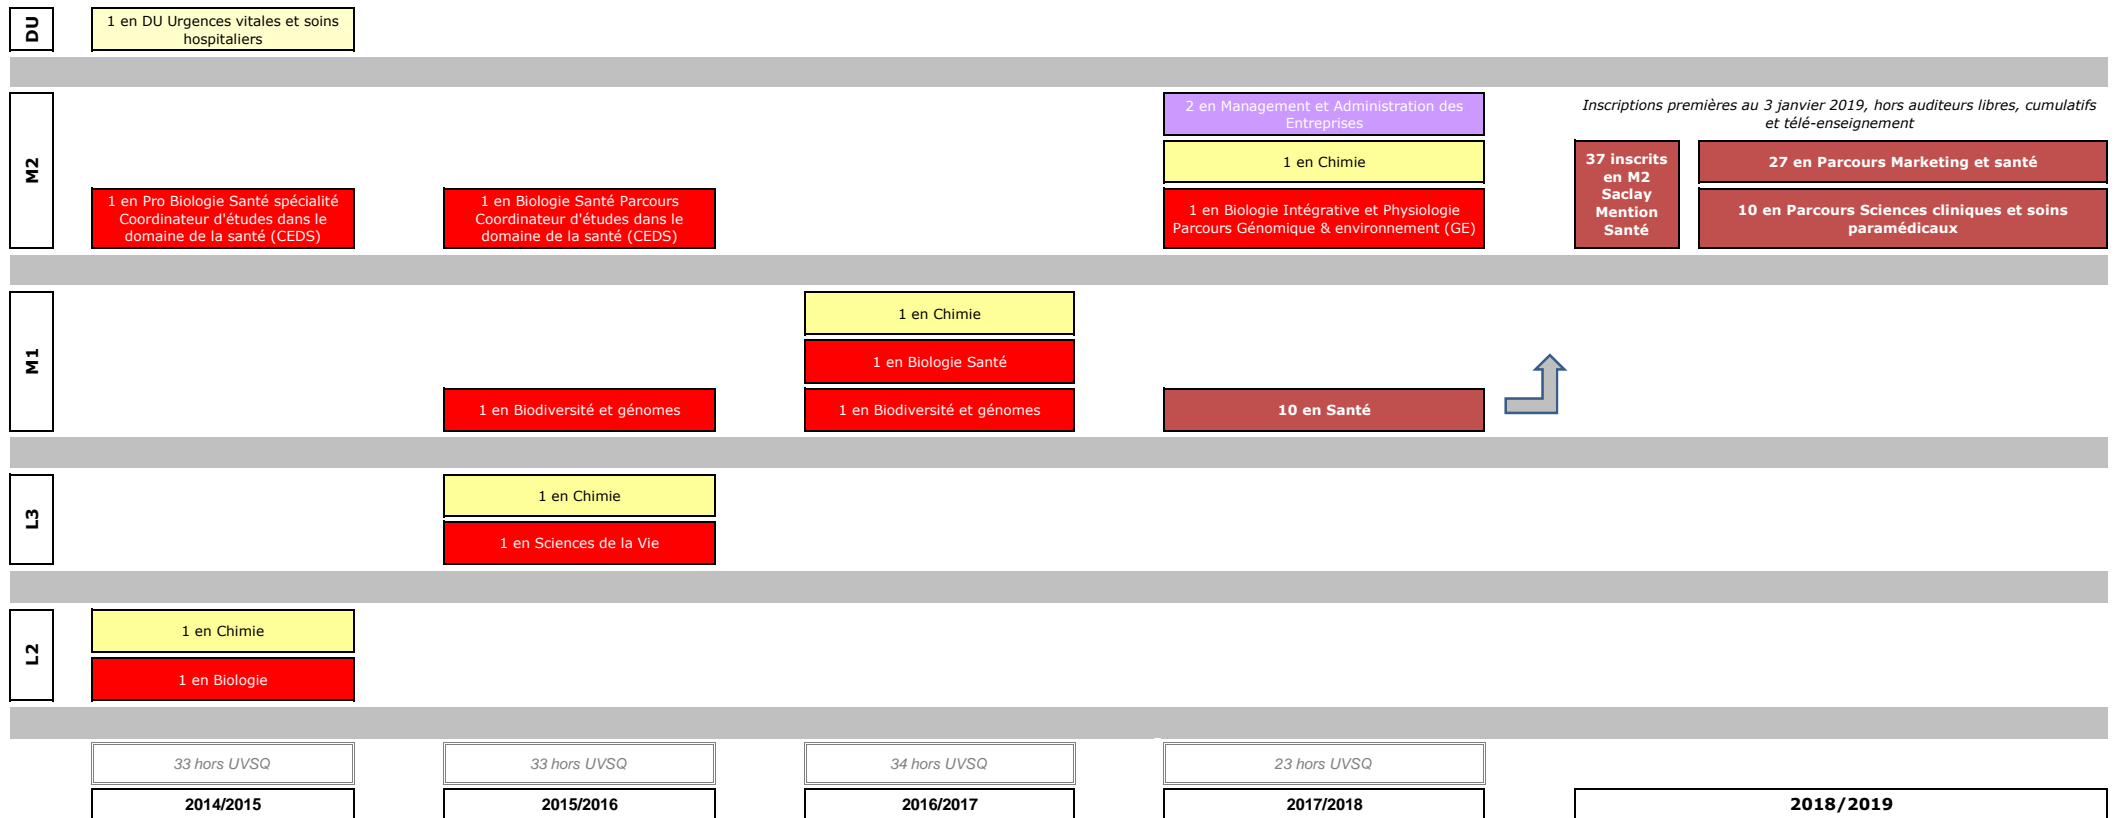 DU
1 en DU Urgences vitales et soins
hospitaliers
M2
1 en Pro Biologie Santé spécialité
Coordinateur d'études dans le
domaine de la santé (CEDS)
1 en Biologie Santé Parcours
Coordinateur d'études dans le
domaine de la santé (CEDS)
2 en Management et Administration des
Entreprises
1 en Chimie
1 en Biologie Intégrative et Physiologie
Parcours Génomique & environnement (GE)
Inscriptions premières au 3 janvier 2019, hors auditeurs libres, cumulatifs
et télé-enseignement
37 inscrits
en M2
Saclay
Mention
Santé
27 en Parcours Marketing et santé
10 en Parcours Sciences cliniques et soins
paramédicaux
M1
1 en Biodiversité et génomes
1 en Chimie
1 en Biologie Santé
1 en Biodiversité et génomes
10 en Santé
L3
1 en Chimie
1 en Sciences de la Vie
L2
1 en Chimie
1 en Biologie
33 hors UVSQ
33 hors UVSQ
34 hors UVSQ
23 hors UVSQ
2014/2015
2015/2016
2016/2017
2017/2018
2018/2019